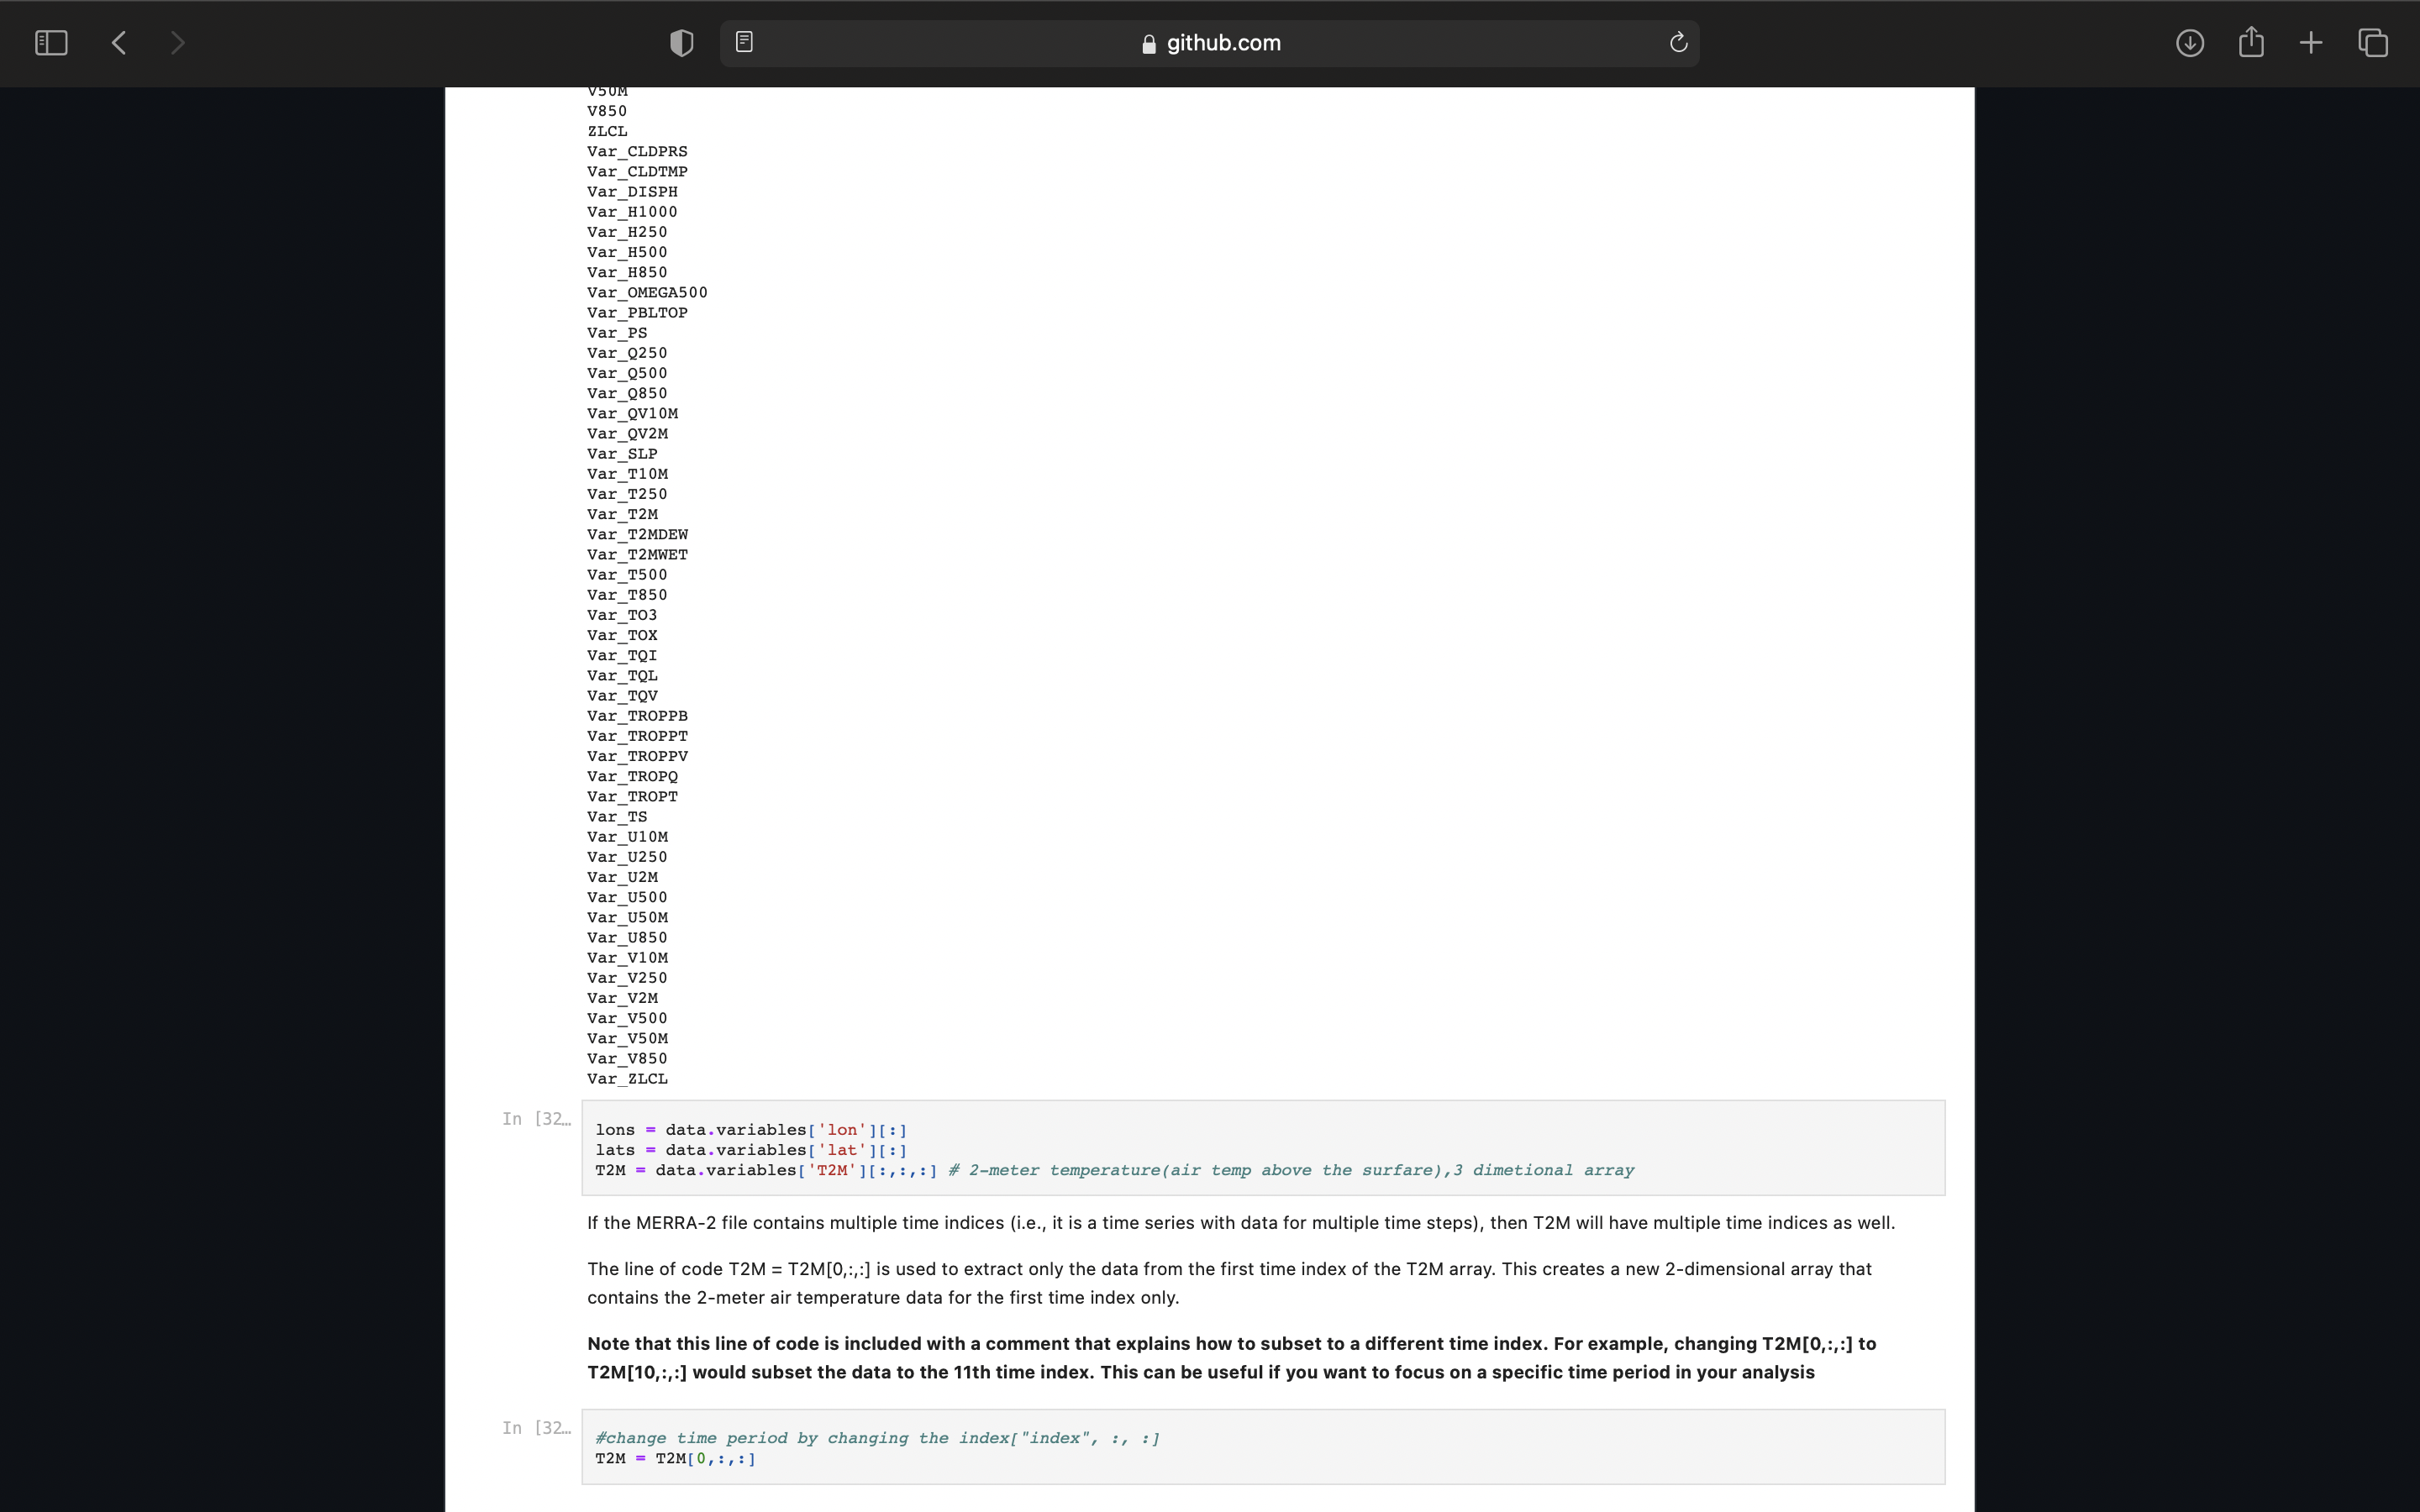 github.com
V50M
V850
ZLCL
Var_CLDPRS
Var_CLDTMP
Var_DISPH
Var_H1000
Var_H250
Var_H500
Var_H850
Var_OMEGA500
Var_PBLTOP
Var_PS
Var_Q250
Var_Q500
Var_Q850
Var_QV10M
Var_QV2M
Var_SLP
Var_T10M
Var_T250
Var_T2M
Var_T2MDEW
Var_T2MWET
Var_T500
Var_T850
Var_TO3
Var_TOX
Var_TQI
Var_TQL
Var_TQV
Var_TROPPB
Var_TROPPT
Var_TROPPV
Var_TROPQ
Var_TROPT
Var_TS
Var_U10M
Var_U250
Var_U2M
Var_U500
Var_U50M
Var_U850
Var_V10M
Var_V250
Var_V2M
Var_V500
Var_V50M
Var_V850
Var_ZLCL
In [32…
lons = data.variables['lon'][:]
lats = data.variables['lat'][:]
T2M = data.variables['T2M'][:,:,:] # 2-meter temperature(air temp above the surfare),3 dimetional array
If the MERRA-2 file contains multiple time indices (i.e., it is a time series with data for multiple time steps), then T2M will have multiple time indices as well.
The line of code T2M = T2M[0,:,:] is used to extract only the data from the first time index of the T2M array. This creates a new 2-dimensional array that
contains the 2-meter air temperature data for the first time index only.
Note that this line of code is included with a comment that explains how to subset to a different time index. For example, changing T2M[0,:,:] to
T2M[10,:,:] would subset the data to the 11th time index. This can be useful if you want to focus on a specific time period in your analysis
In [32…
#change time period by changing the index["index", :, :]
T2M = T2M[0,:,:]